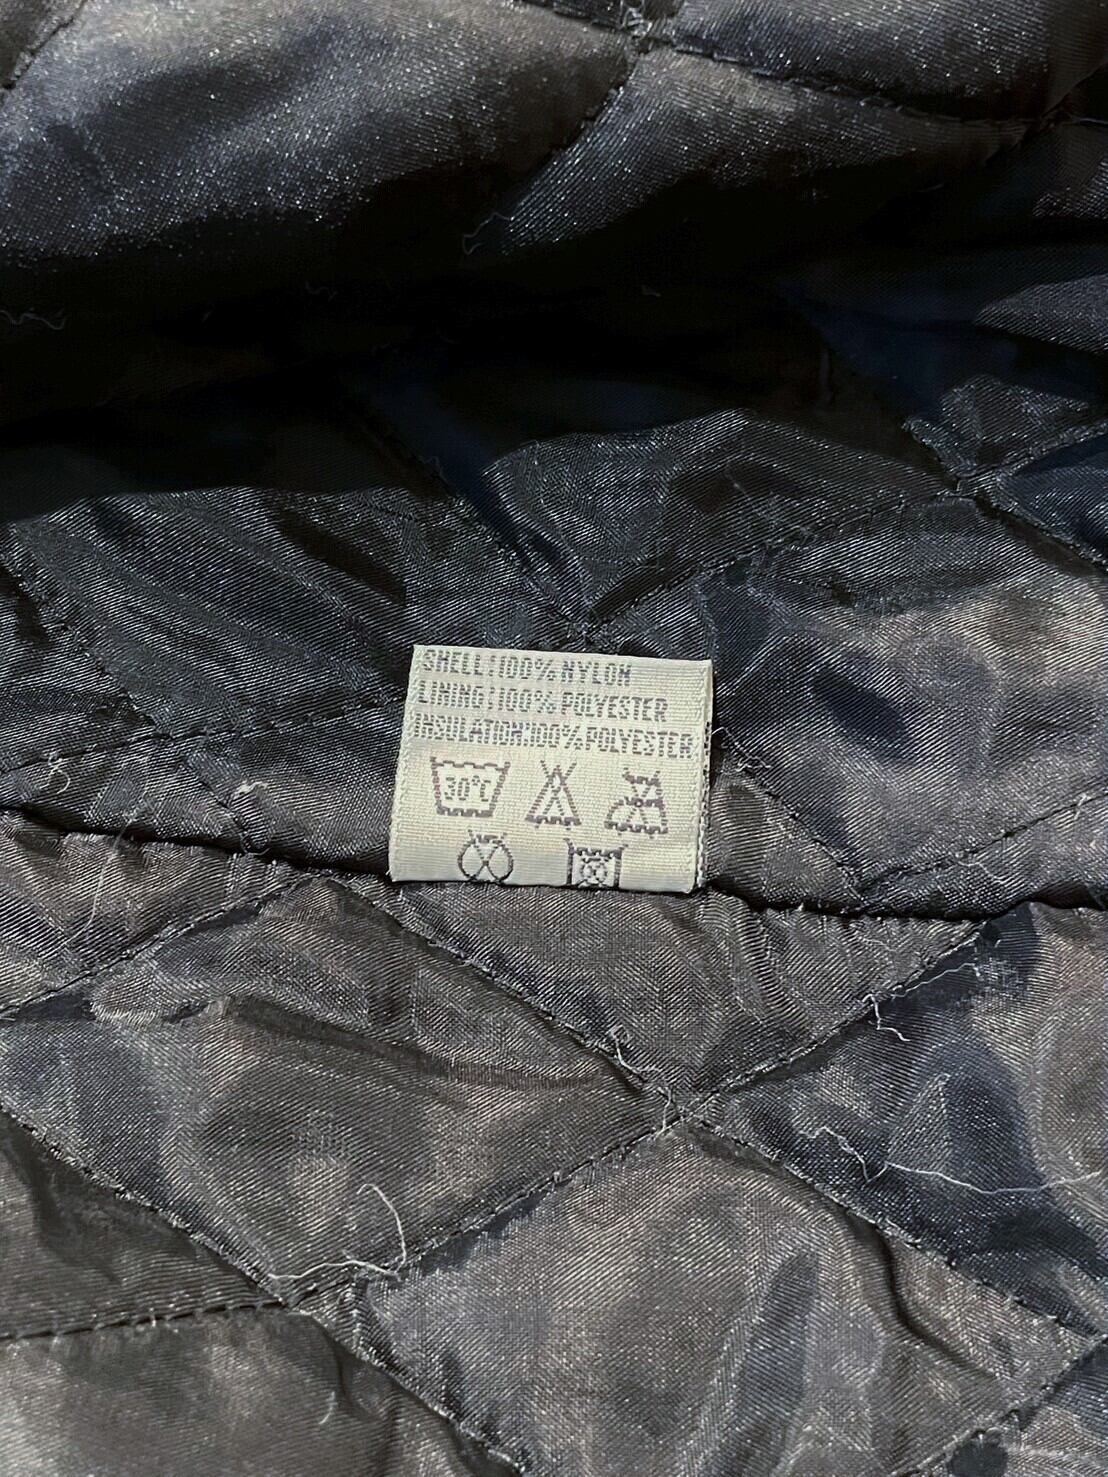 SHELL:100% NYLON
LINING:100% POLYESTER
INSULATION:100%POLYESTER
30°C